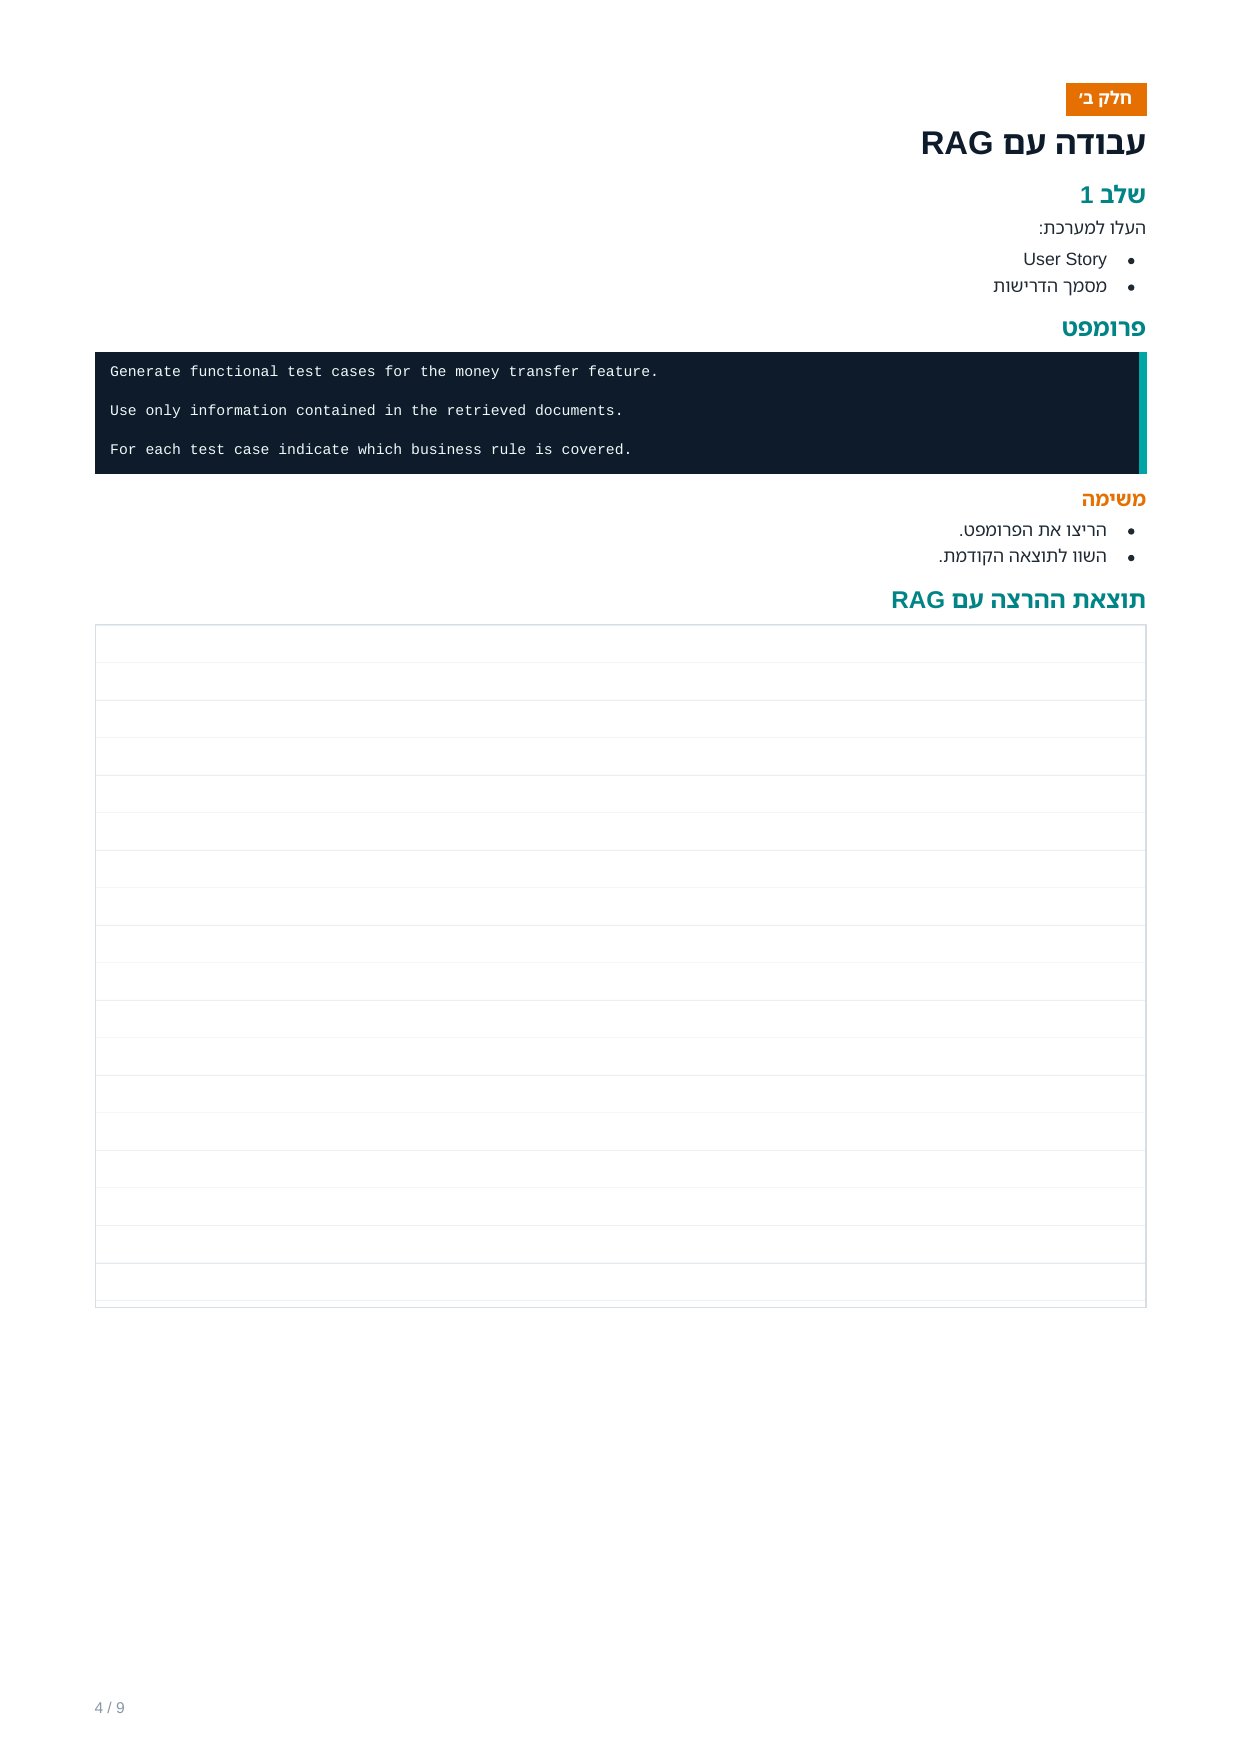 חלק ב׳
עבודה עם RAG
שלב 1
העלו למערכת:
• User Story
• מסמך הדרישות
פרומפט
Generate functional test cases for the money transfer feature.
Use only information contained in the retrieved documents.
For each test case indicate which business rule is covered.
משימה
• הריצו את הפרומפט.
• השוו לתוצאה הקודמת.
תוצאת ההרצה עם RAG
4 / 9